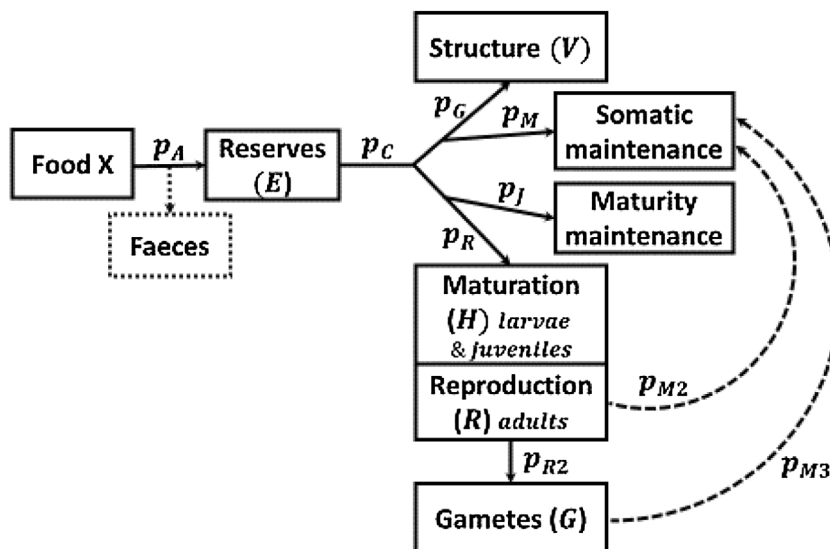 Structure (V)
p_G
p_M
Somatic
maintenance
Food X
p_A
Reserves
(E)
p_C
Faeces
p_J
Maturity
maintenance
p_R
Maturation
(H) larvae
& juveniles
Reproduction
(R) adults
p_M2
p_R2
p_M3
Gametes (G)